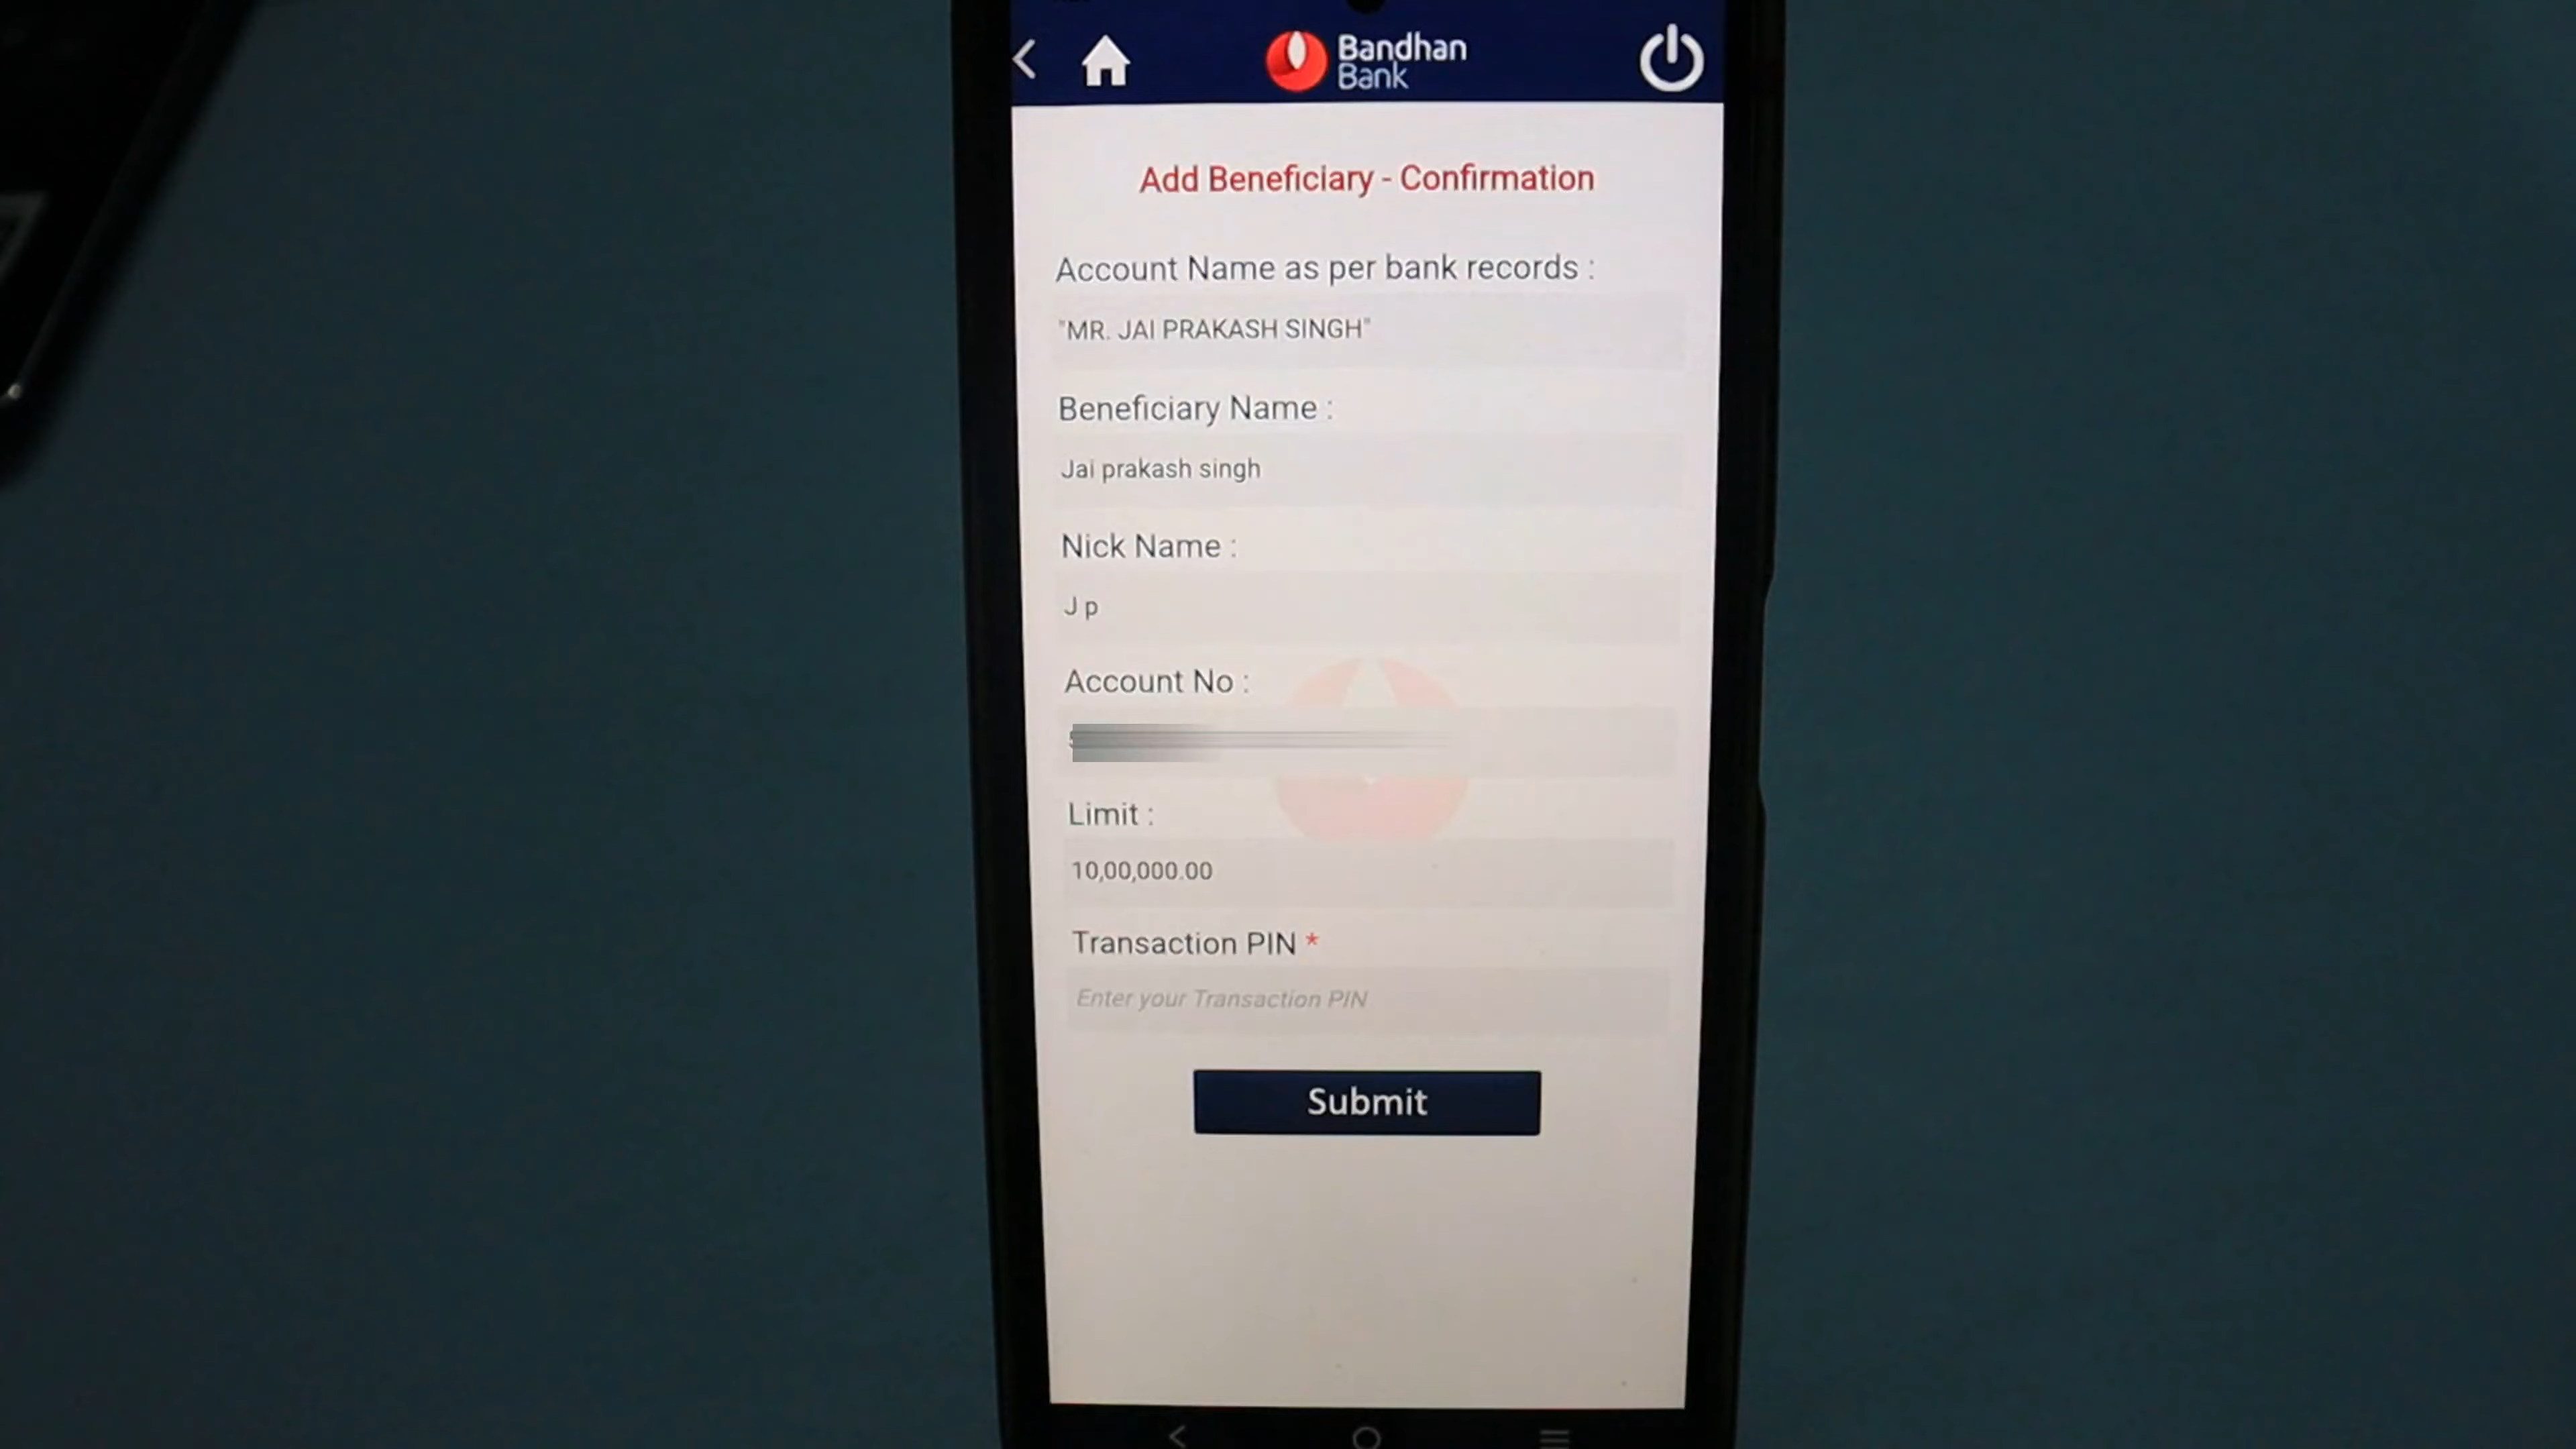 Bandhan
Bank
Add Beneficiary - Confirmation
Account Name as per bank records :
"MR. JAI PRAKASH SINGH"
Beneficiary Name :
Jai prakash singh
Nick Name :
J p
Account No :
Limit :
10,00,000.00
Transaction PIN *
Enter your Transaction PIN
Submit